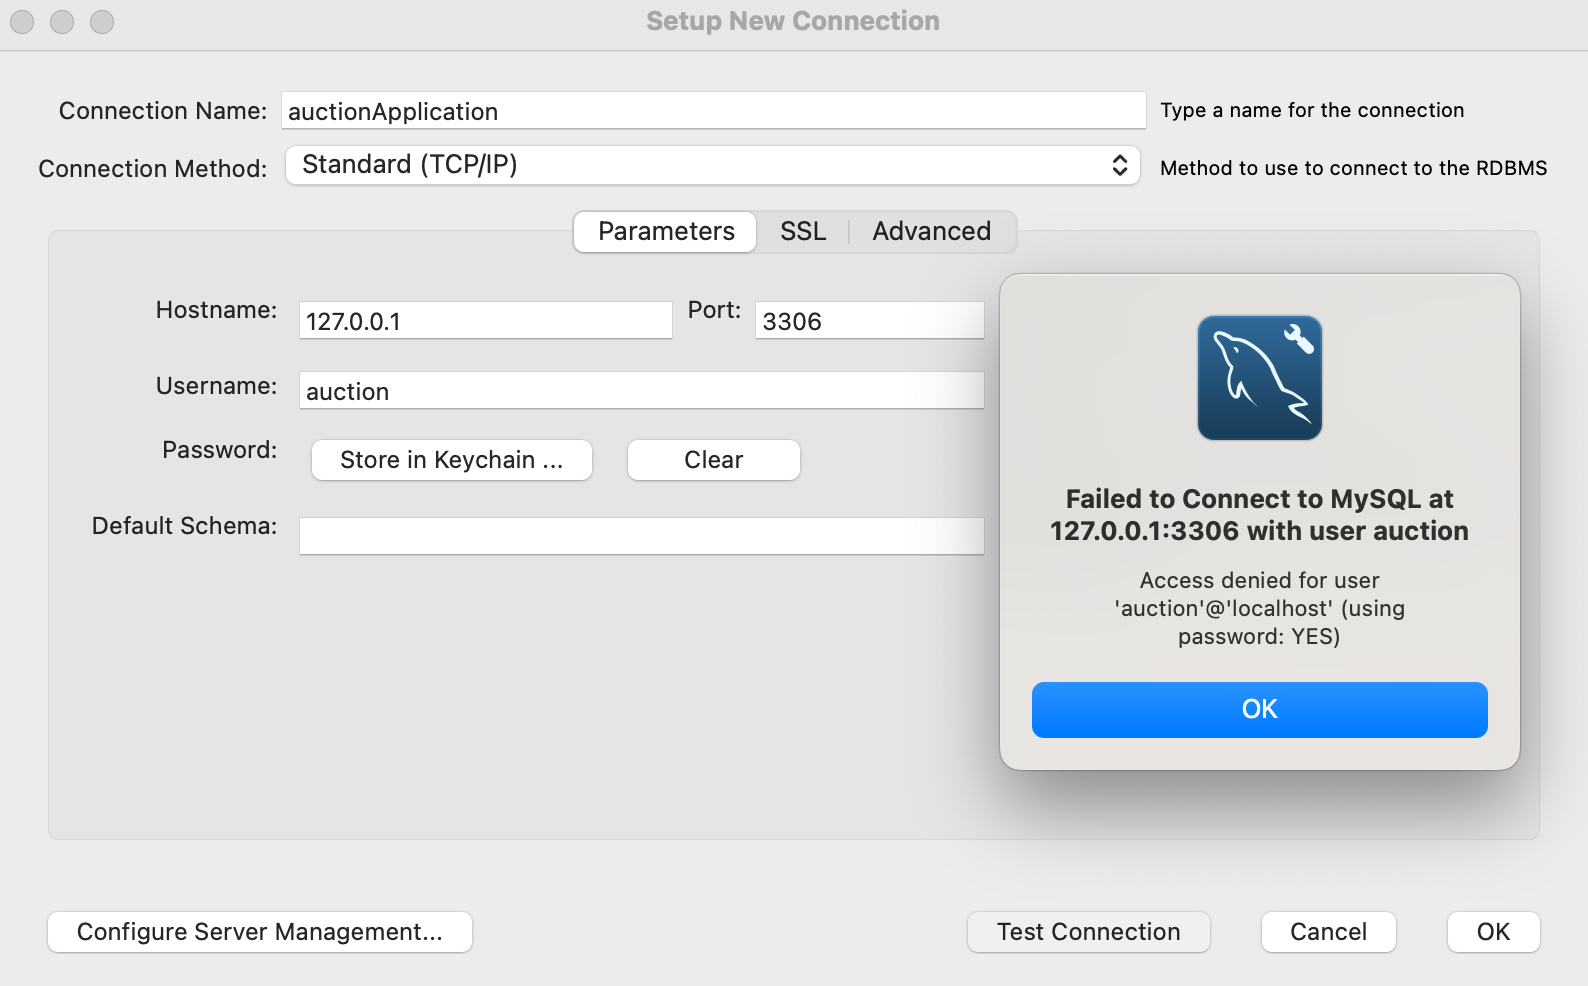 Setup New Connection
Connection Name: auctionApplication Type a name for the connection
Connection Method: Standard (TCP/IP) Method to use to connect to the RDBMS
Parameters SSL Advanced
Hostname: 127.0.0.1 Port: 3306
Username: auction
Password: Store in Keychain ... Clear
Default Schema:
Failed to Connect to MySQL at
127.0.0.1:3306 with user auction
Access denied for user
'auction'@'localhost' (using
password: YES)
OK
Configure Server Management... Test Connection Cancel OK